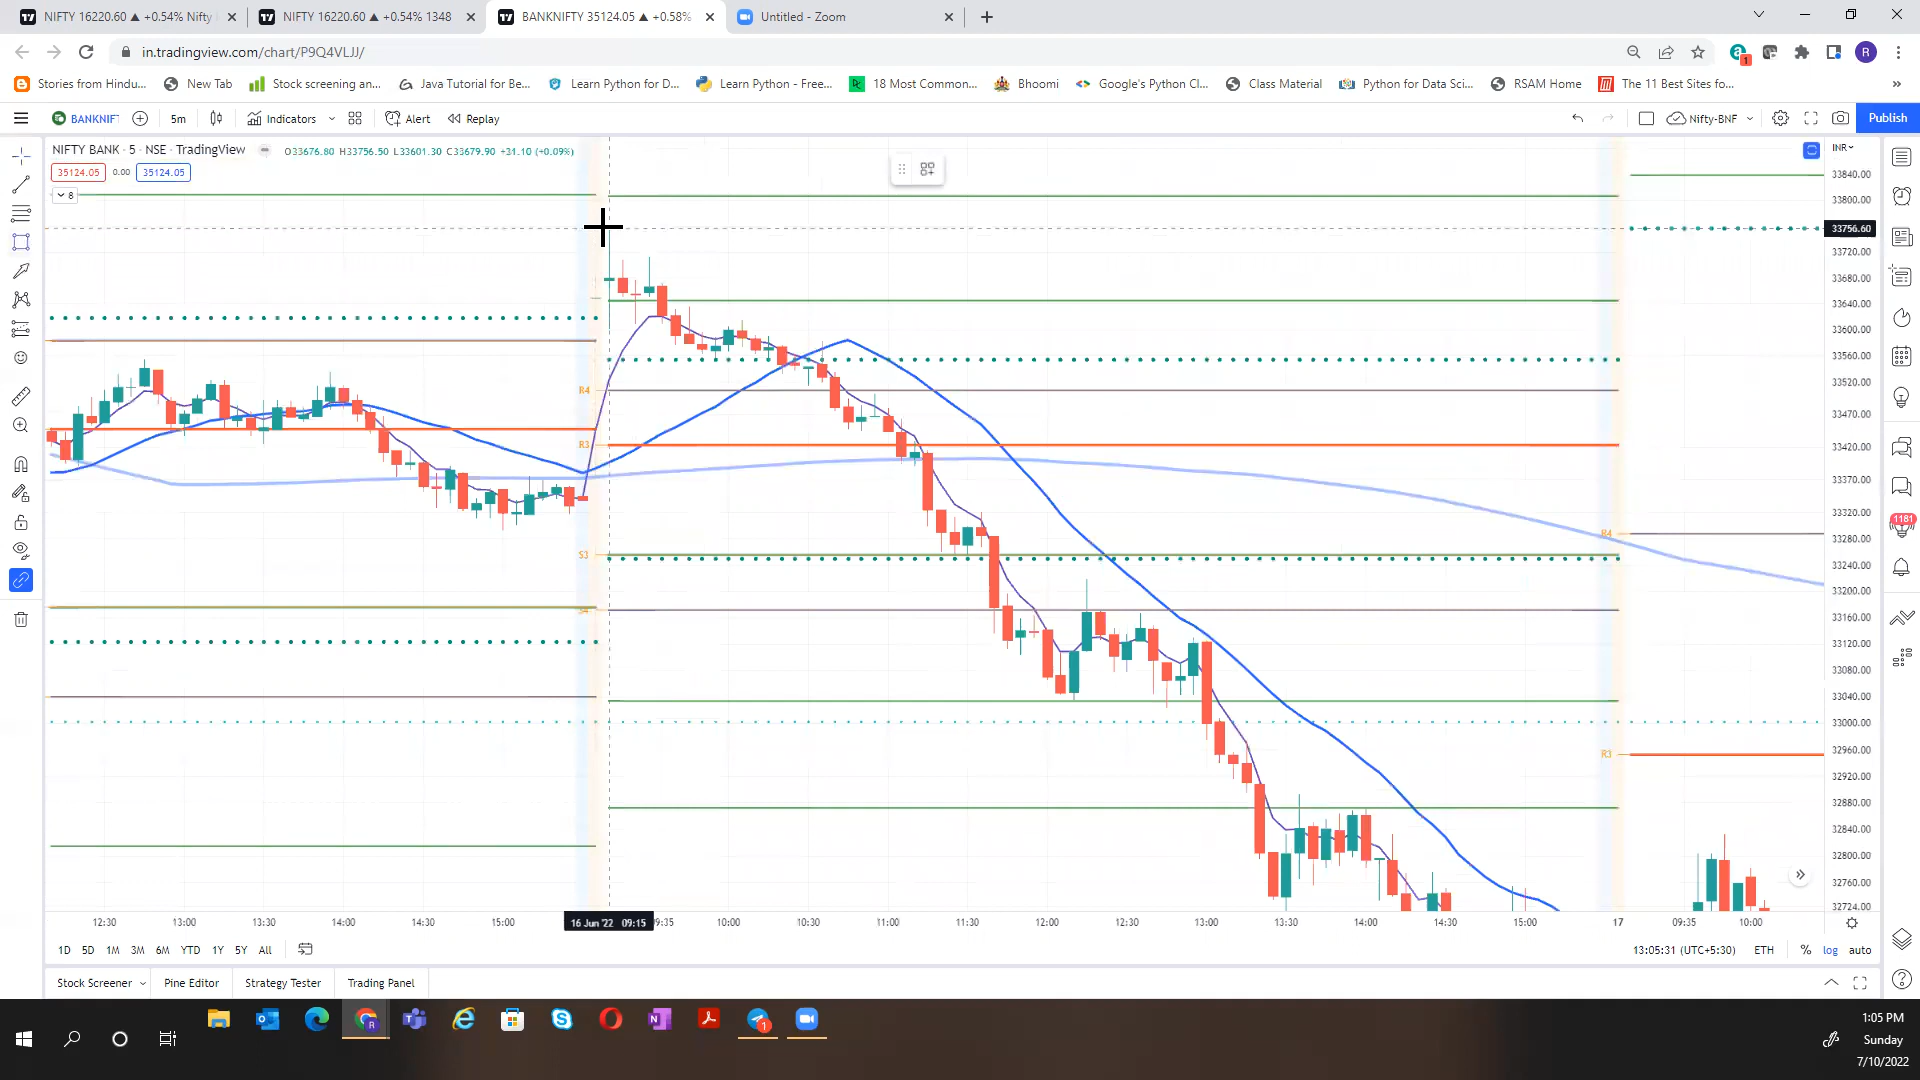 NIFTY 16220.60 ▲ +0.54% Nifty
NIFTY 16220.60 ▲ +0.54% 1348
BANKNIFTY 35124.05 ▲ +0.58%
Untitled - Zoom
in.tradingview.com/chart/P9Q4VLJJ/
1
R
Stories from Hindu...
New Tab
Stock screening an...
Java Tutorial for Be...
Learn Python for D...
Learn Python - Free...
18 Most Common...
Bhoomi
Google's Python Cl...
Class Material
Python for Data Sci...
RSAM Home
The 11 Best Sites fo...
BANKNIFT
5m
Indicators
Alert
Replay
Nifty-BNF
Publish
NIFTY BANK · 5 · NSE · TradingView
O33676.80 H33756.50 L33601.30 C33679.90 +31.10 (+0.09%)
35124.05 0.00 35124.05
8
INR
33840.00
33800.00
33756.60
33720.00
33680.00
33640.00
33600.00
33560.00
33520.00
33470.00
33420.00
33370.00
33320.00
33280.00
33240.00
33200.00
33160.00
33120.00
33080.00
33040.00
33000.00
32960.00
32920.00
32880.00
32840.00
32800.00
32760.00
32724.00
R4
R3
S3
S4
R4
R3
1181
12:30 13:00 13:30 14:00 14:30 15:00 16 Jun '22 09:15 9:35 10:00 10:30 11:00 11:30 12:00 12:30 13:00 13:30 14:00 14:30 15:00 17 09:35 10:00
1D 5D 1M 3M 6M YTD 1Y 5Y All
13:05:31 (UTC+5:30) ETH % log auto
Stock Screener
Pine Editor
Strategy Tester
Trading Panel
1
1:05 PM
Sunday
7/10/2022